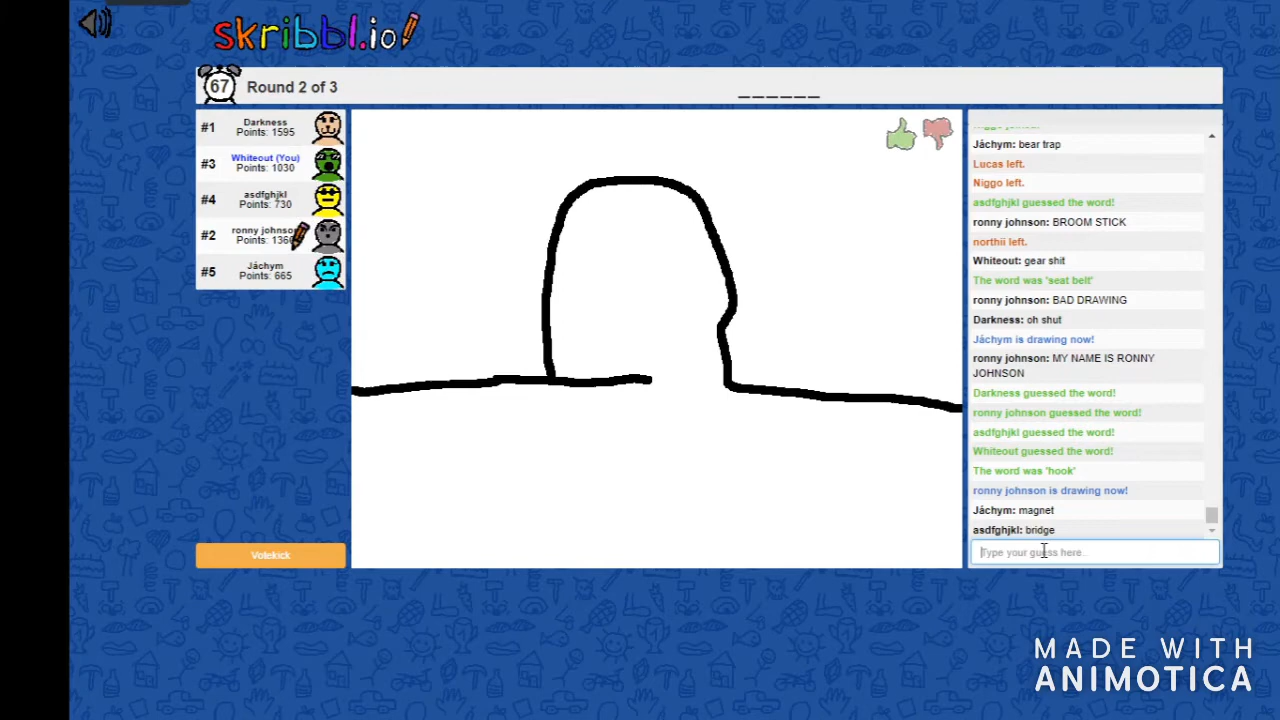 skribbl.io
67
Round 2 of 3
______
#1
Darkness
Points: 1595
#3
Whiteout (You)
Points: 1030
#4
asdfghjkl
Points: 730
#2
ronny johnson
Points: 1360
#5
Jáchym
Points: 665
Votekick
Jáchym: bear trap
Lucas left.
Niggo left.
asdfghjkl guessed the word!
ronny johnson: BROOM STICK
northii left.
Whiteout: gear shit
The word was 'seat belt'
ronny johnson: BAD DRAWING
Darkness: oh shut
Jáchym is drawing now!
ronny johnson: MY NAME IS RONNY
JOHNSON
Darkness guessed the word!
ronny johnson guessed the word!
asdfghjkl guessed the word!
Whiteout guessed the word!
The word was 'hook'
ronny johnson is drawing now!
Jáchym: magnet
asdfghjkl: bridge
Type your guess here...
MADE WITH
ANIMOTICA